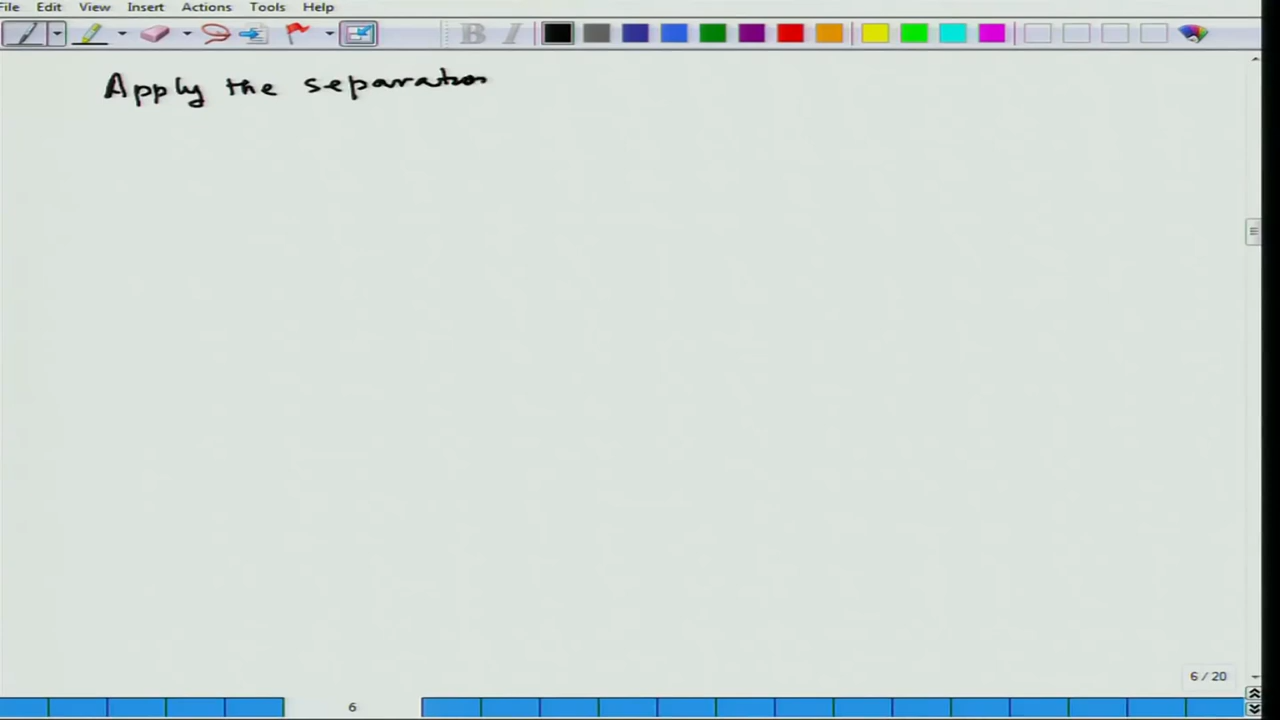 File Edit View Insert Actions Tools Help
B I
Apply the separation
6 / 20
6